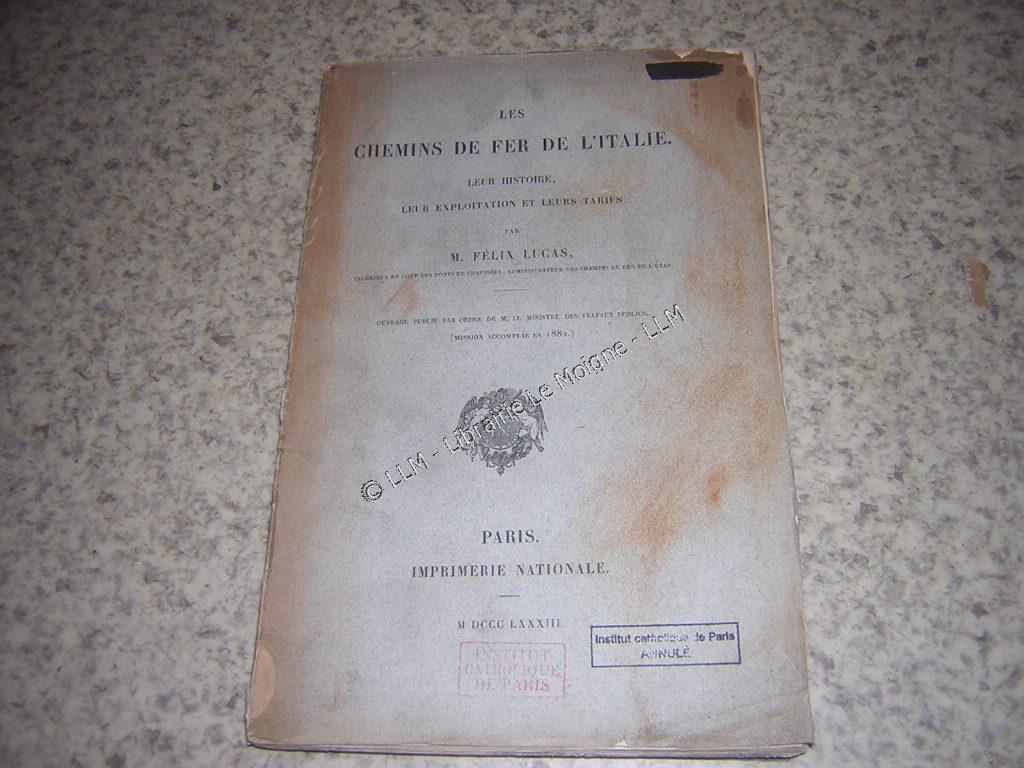 LES
CHEMINS DE FER DE L'ITALIE.
LEUR HISTOIRE,
LEUR EXPLOITATION ET LEURS TARIFS
PAR
M. FÉLIX LUCAS,
INGÉNIEUR EN CHEF DES PONTS ET CHAUSSÉES, ADMINISTRATEUR DES CHEMINS DE FER DE L'ÉTAT.
OUVRAGE PUBLIÉ PAR ORDRE DE M. LE MINISTRE DES TRAVAUX PUBLICS.
(MISSION ACCOMPLIE EN 1882.)
© LLM - Librairie Le Moigne - LLM
PARIS.
IMPRIMERIE NATIONALE.
M DCCC LXXXIII
INSTITUT
CATHOLIQUE
DE PARIS
Institut catholique de Paris
ANNULÉ